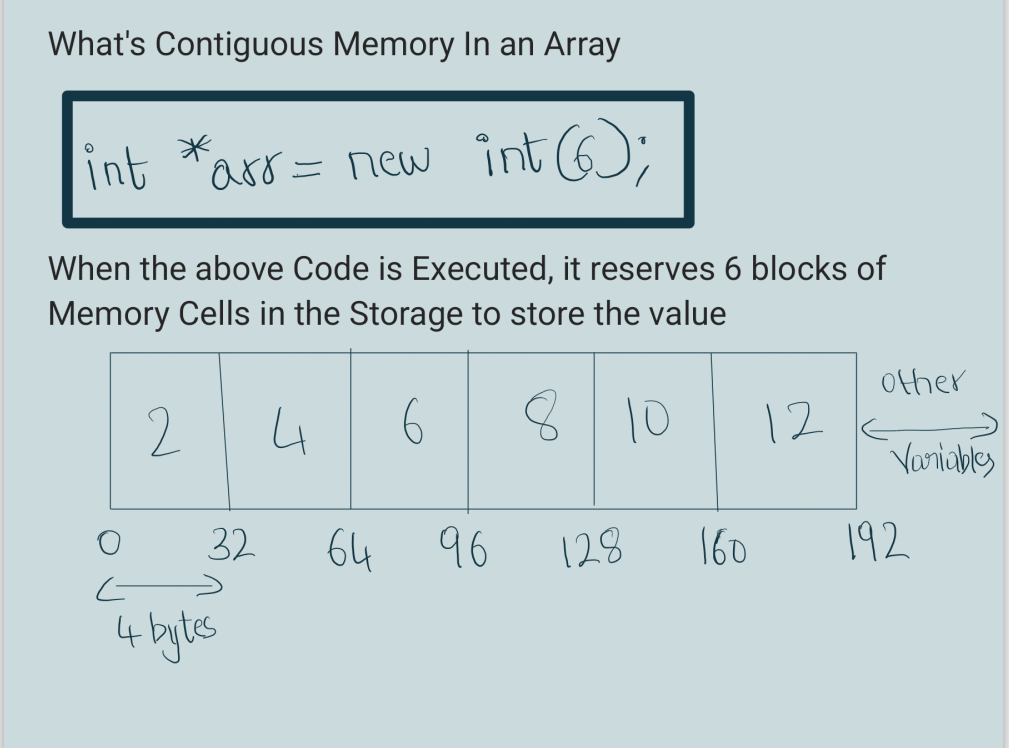 What's Contiguous Memory In an Array
int *arr = new int(6);
When the above Code is Executed, it reserves 6 blocks of
Memory Cells in the Storage to store the value
2 4 6 8 10 12
other
Variables
0 32 64 96 128 160 192
4 bytes